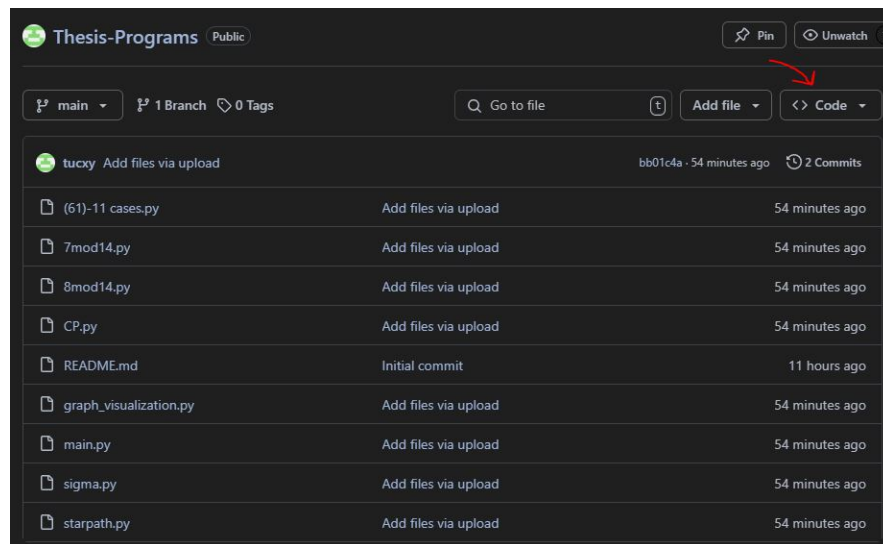 Thesis-Programs Public Pin Unwatch
main 1 Branch 0 Tags Go to file t Add file <> Code
tucxy Add files via upload bb01c4a · 54 minutes ago 2 Commits
(61)-11 cases.py Add files via upload 54 minutes ago
7mod14.py Add files via upload 54 minutes ago
8mod14.py Add files via upload 54 minutes ago
CP.py Add files via upload 54 minutes ago
README.md Initial commit 11 hours ago
graph_visualization.py Add files via upload 54 minutes ago
main.py Add files via upload 54 minutes ago
sigma.py Add files via upload 54 minutes ago
starpath.py Add files via upload 54 minutes ago